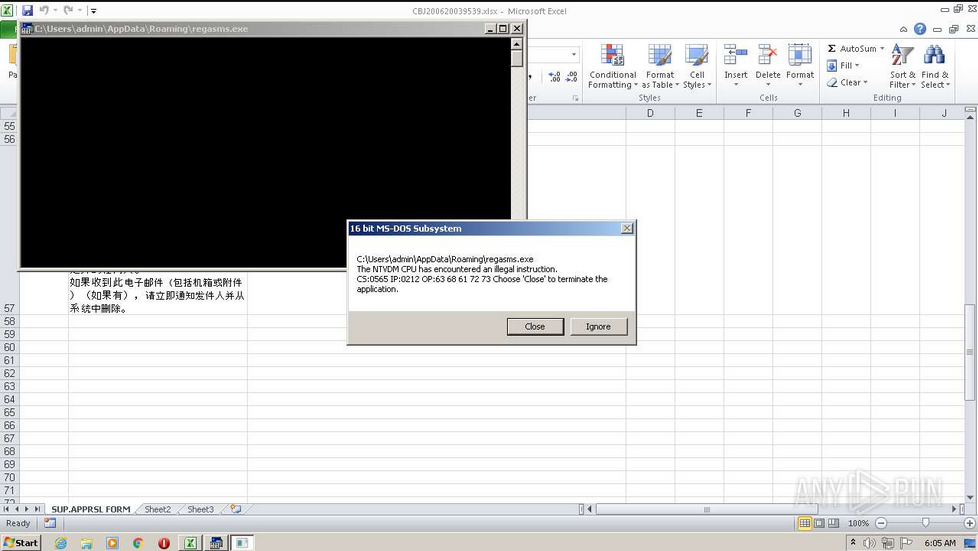 CBJ200620039539.xlsx - Microsoft Excel
C:\Users\admin\AppData\Roaming\regasms.exe
Conditional Formatting
Format as Table
Cell Styles
Styles
Insert
Delete
Format
Cells
Σ AutoSum
Fill
Clear
Sort & Filter
Find & Select
Editing
D E F G H I J
55
56
如果收到此电子邮件（包括机箱或附件
）（如果有），请立即通知发件人并从
57 系统中删除。
16 bit MS-DOS Subsystem
C:\Users\admin\AppData\Roaming\regasms.exe
The NTVDM CPU has encountered an illegal instruction.
CS:0565 IP:0212 OP:63 68 61 72 73 Choose 'Close' to terminate the
application.
Close Ignore
58
59
60
61
62
63
64
65
66
67
68
69
70
71
ANY RUN
SUP.APPRSL FORM Sheet2 Sheet3
Ready 100%
Start 6:05 AM